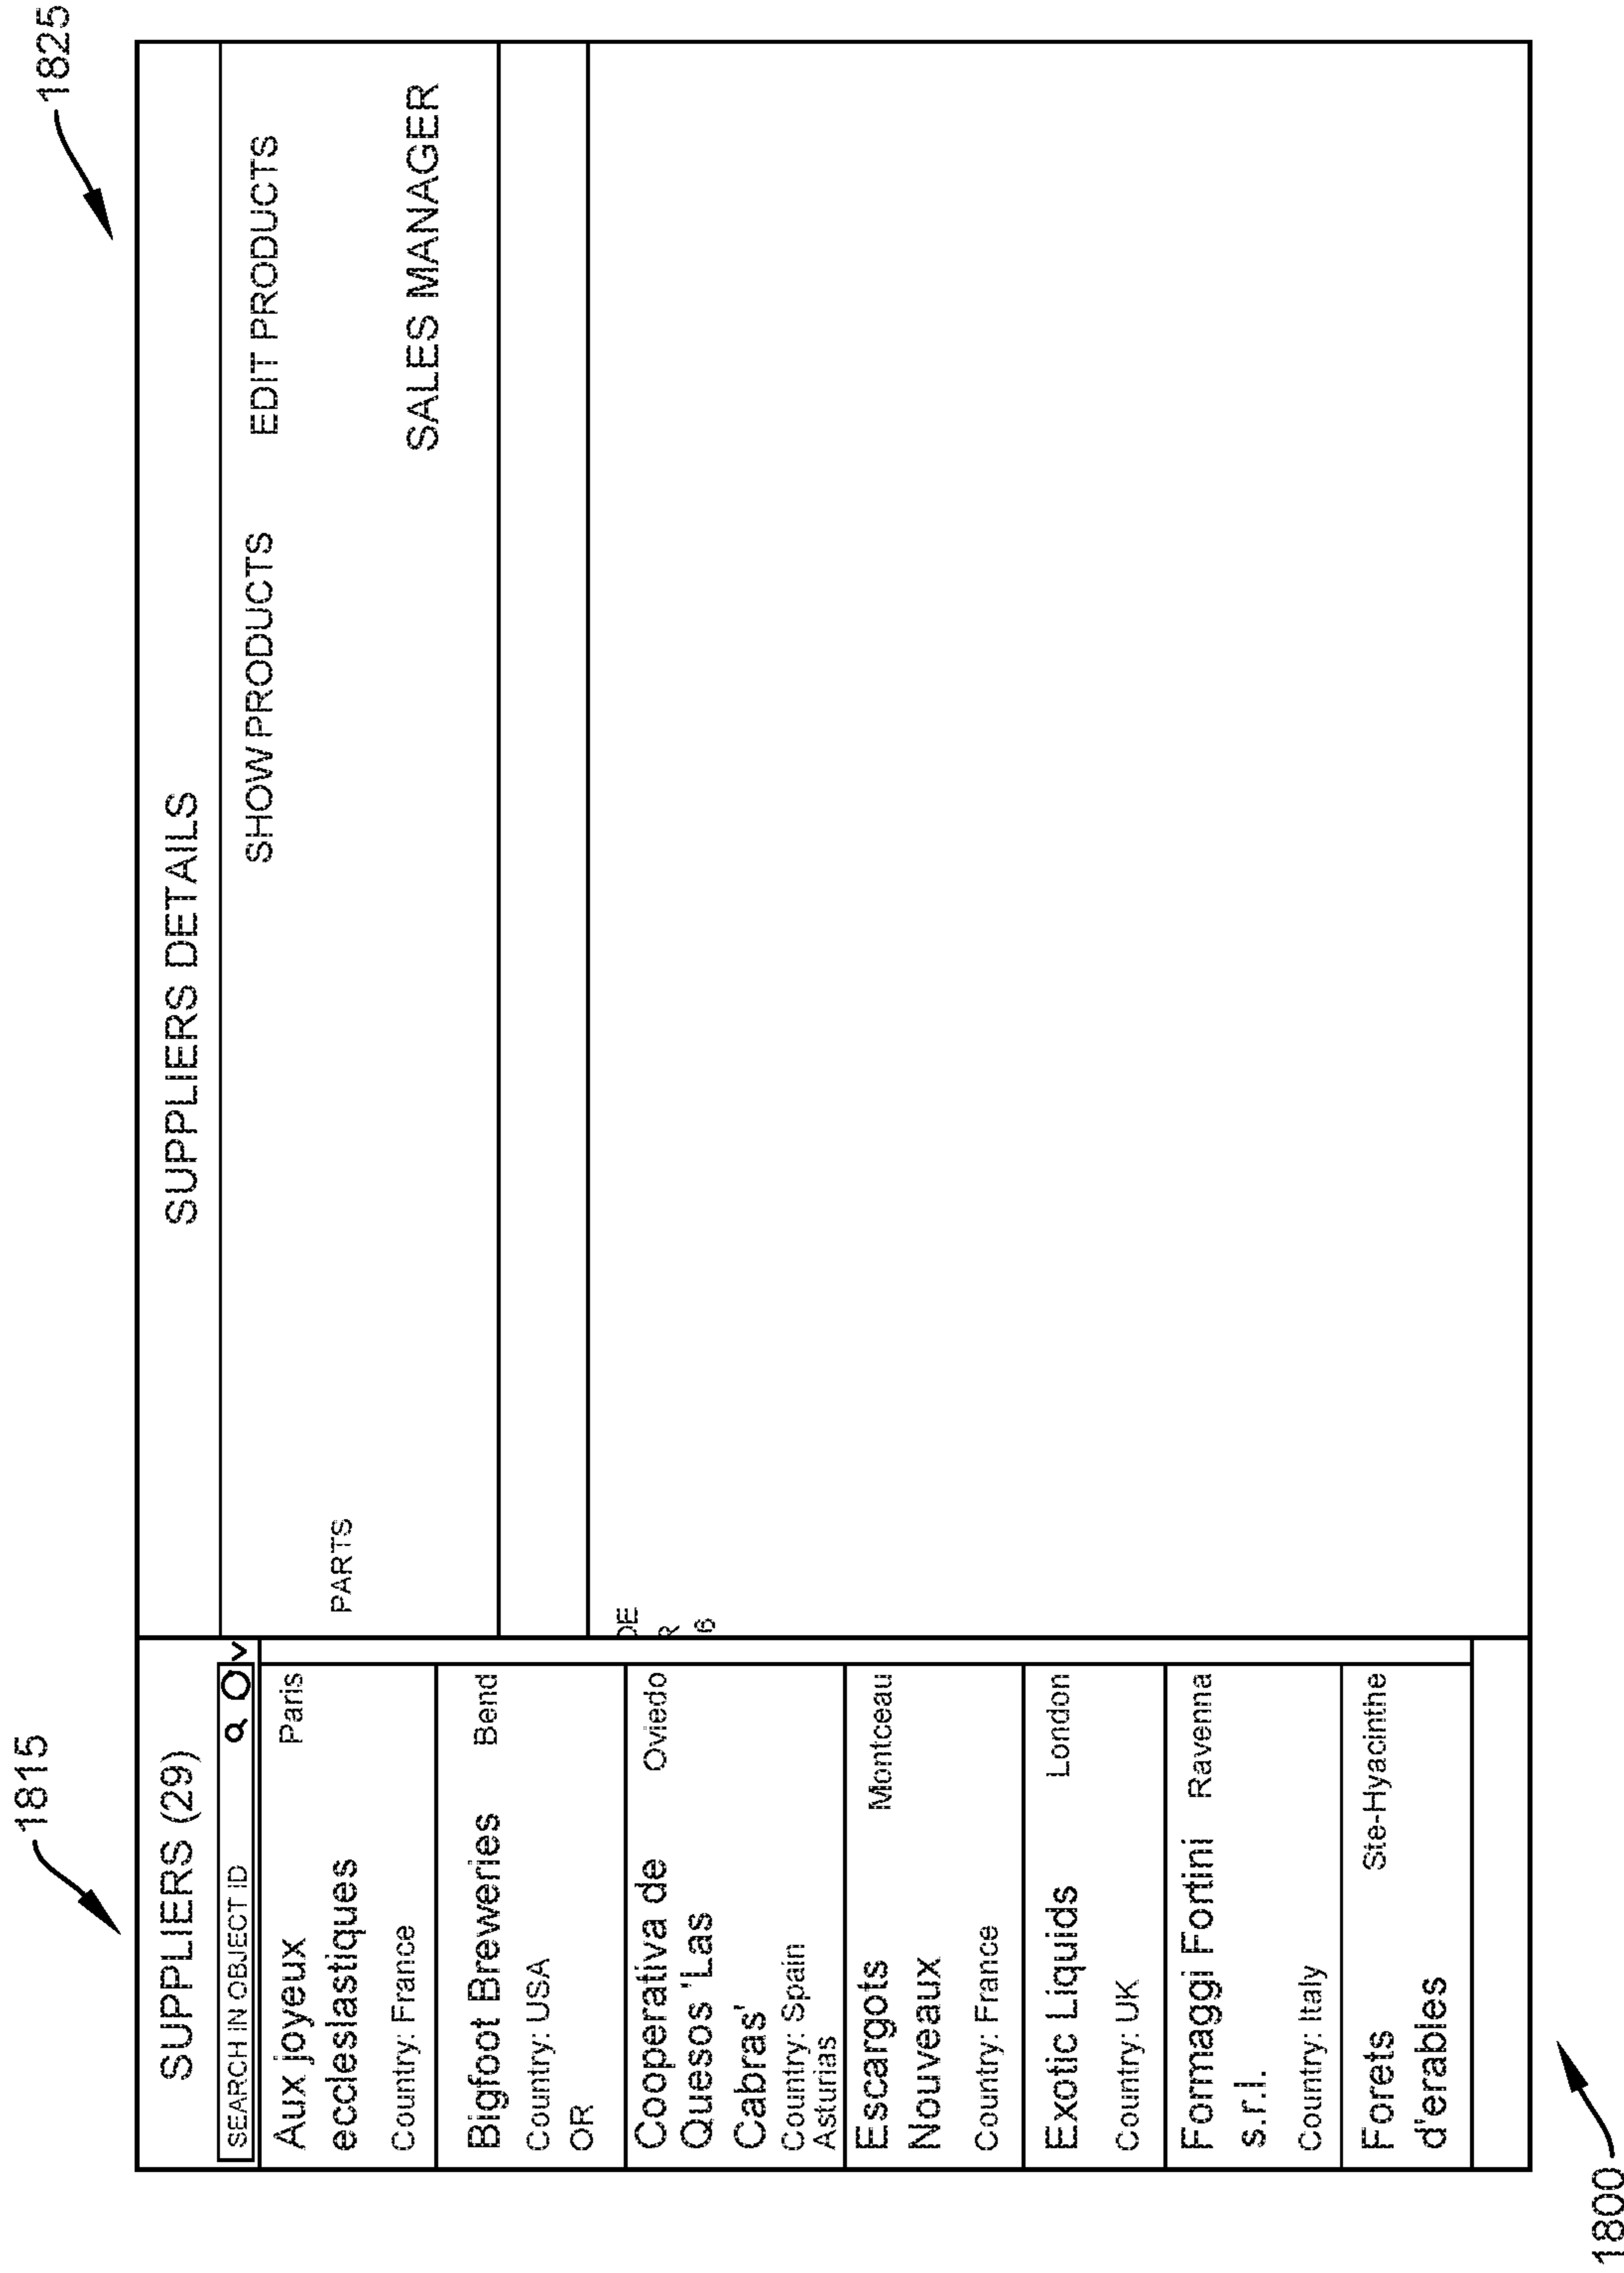 1815
1825
SUPPLIERS (29)
SEARCH IN OBJECT ID
Aux joyeux Paris
ecclesIastiques
Country: France
Bigfoot Breweries Bend
Country: USA
OR
Cooperativa de Oviedo
Quesos 'Las
Cabras'
Country: Spain
Asturias
Escargots Montceau
Nouveaux
Country: France
Exotic Liquids London
Country: UK
Formaggi Fortini Ravenna
s.r.l.
Country: Italy
Forets Ste-Hyacinthe
d'erables
SUPPLIERS DETAILS
SHOW PRODUCTS EDIT PRODUCTS
PARTS
SALES MANAGER
DE
R
6
1800